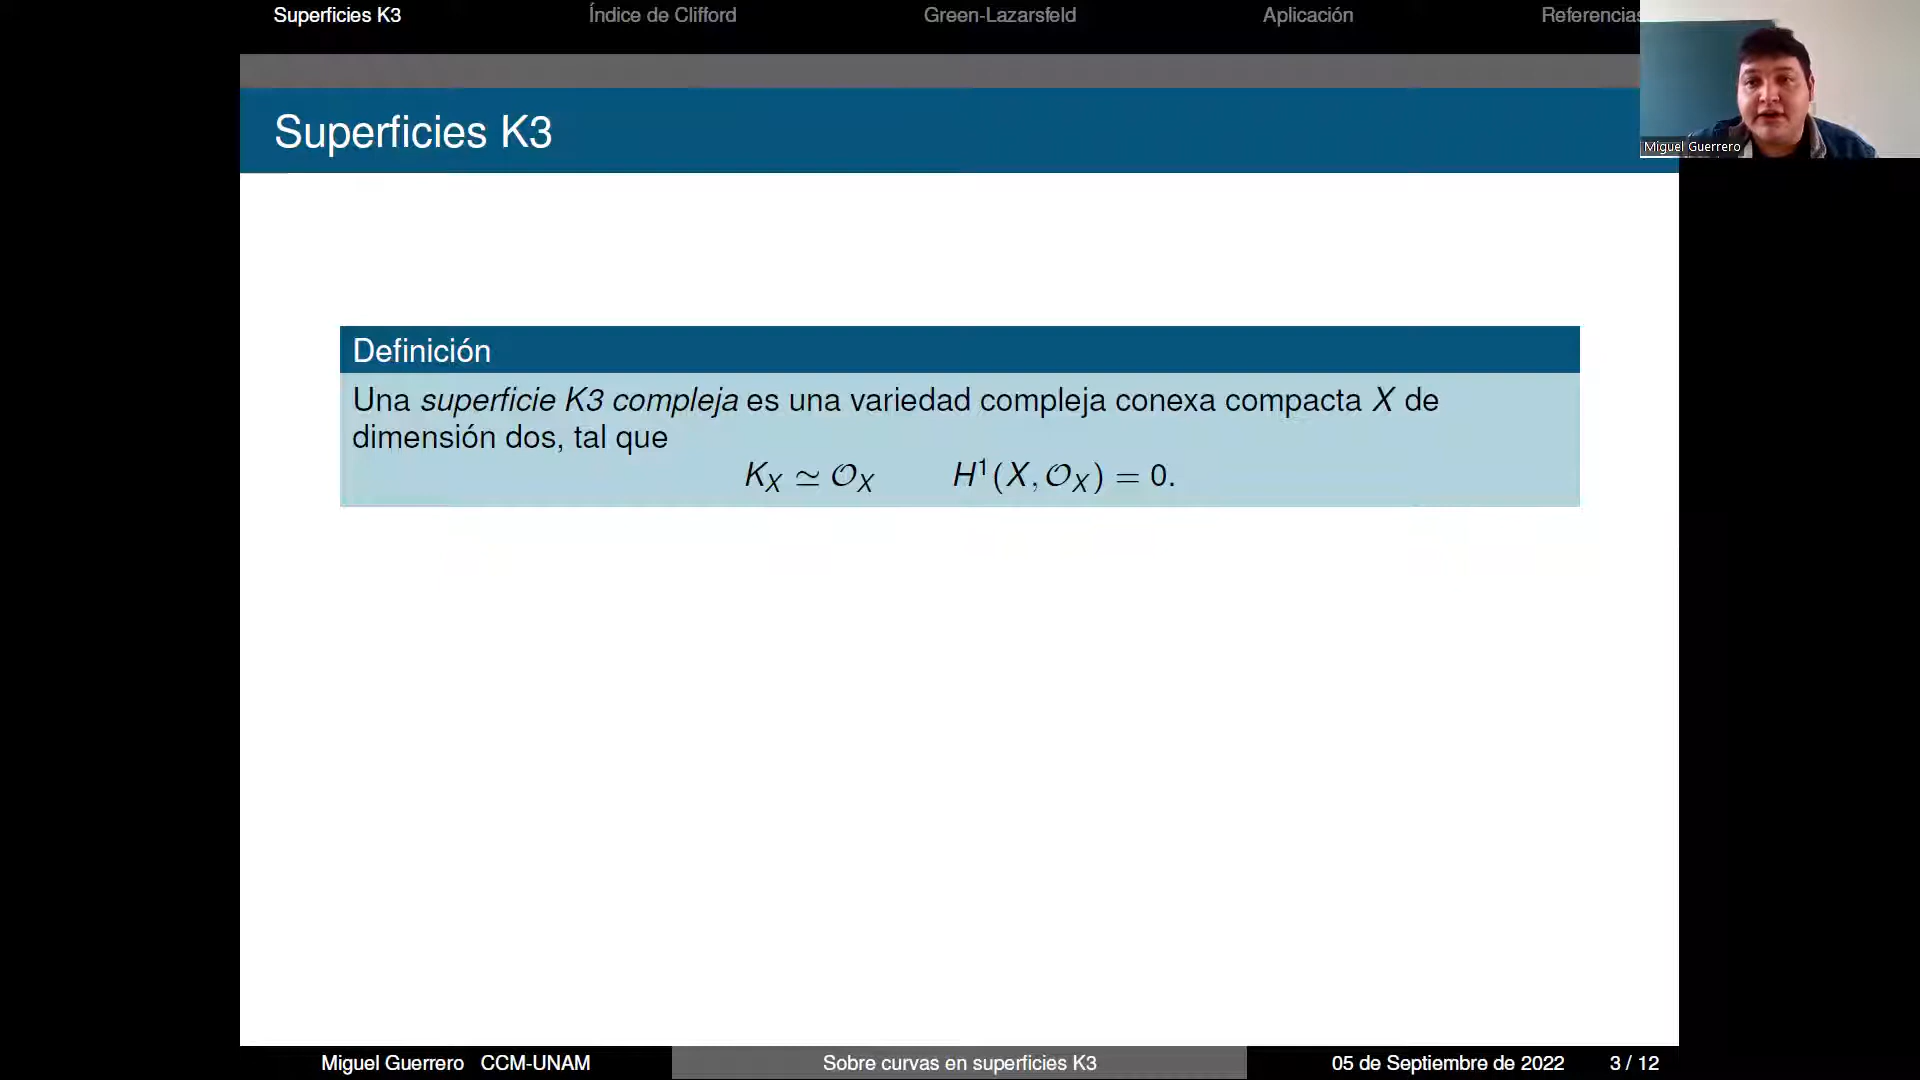 Superficies K3 Índice de Clifford Green-Lazarsfeld Aplicación Referencias
Superficies K3
Miguel Guerrero
Definición
Una superficie K3 compleja es una variedad compleja conexa compacta X de
dimensión dos, tal que
K_X ≃ 𝒪_X H¹(X, 𝒪_X) = 0.
Miguel Guerrero CCM-UNAM Sobre curvas en superficies K3 05 de Septiembre de 2022 3 / 12